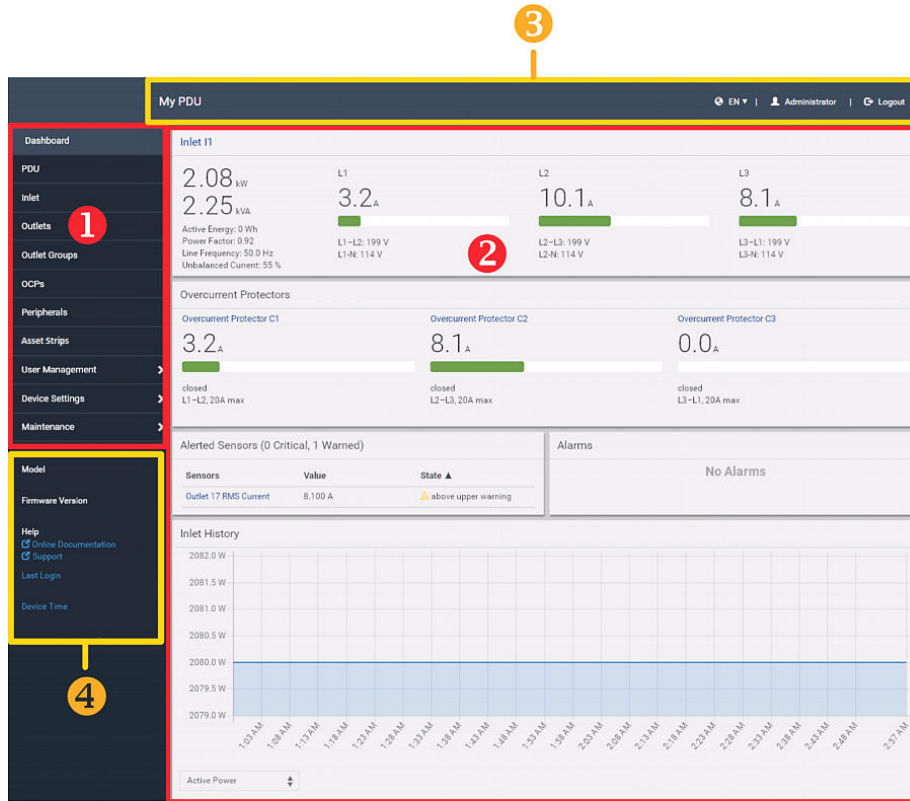 3
My PDU
EN ▾ | Administrator | Logout
Dashboard
PDU
Inlet
Outlets
Outlet Groups
OCPs
Peripherals
Asset Strips
User Management
Device Settings
Maintenance
1
Model
Firmware Version
Help
Online Documentation
Support
Last Login
Device Time
4
Inlet I1
2.08 kW
2.25 kVA
Active Energy: 0 Wh
Power Factor: 0.92
Line Frequency: 50.0 Hz
Unbalanced Current: 55 %
L1
3.2 A
L1-L2: 199 V
L1-N: 114 V
L2
10.1 A
L2-L3: 199 V
L2-N: 114 V
L3
8.1 A
L3-L1: 199 V
L3-N: 114 V
2
Overcurrent Protectors
Overcurrent Protector C1
3.2 A
closed
L1-L2, 20A max
Overcurrent Protector C2
8.1 A
closed
L2-L3, 20A max
Overcurrent Protector C3
0.0 A
closed
L3-L1, 20A max
Alerted Sensors (0 Critical, 1 Warned)
Sensors Value State ▲
Outlet 17 RMS Current 8.100 A above upper warning
Alarms
No Alarms
Inlet History
2082.0 W
2081.5 W
2081.0 W
2080.5 W
2080.0 W
2079.5 W
2079.0 W
1:03 AM 1:08 AM 1:13 AM 1:18 AM 1:23 AM 1:28 AM 1:33 AM 1:38 AM 1:43 AM 1:48 AM 1:53 AM 1:58 AM 2:03 AM 2:08 AM 2:13 AM 2:18 AM 2:23 AM 2:28 AM 2:33 AM 2:38 AM 2:43 AM 2:48 AM 2:57 AM
Active Power